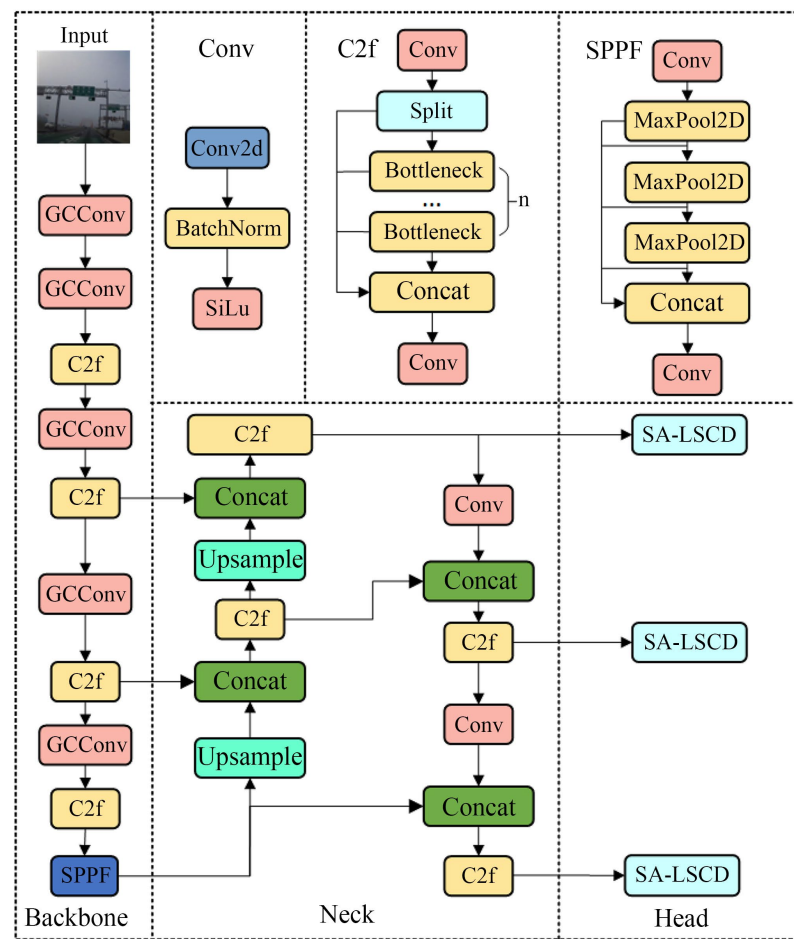 Input
GCConv
GCConv
C2f
GCConv
C2f
GCConv
C2f
GCConv
C2f
SPPF
Backbone
Conv
Conv2d
BatchNorm
SiLu
C2f
Conv
Split
Bottleneck
...
Bottleneck
n
Concat
Conv
SPPF
Conv
MaxPool2D
MaxPool2D
MaxPool2D
Concat
Conv
C2f
Concat
Upsample
C2f
Concat
Upsample
Conv
Concat
C2f
Conv
Concat
C2f
Neck
SA-LSCD
SA-LSCD
SA-LSCD
Head